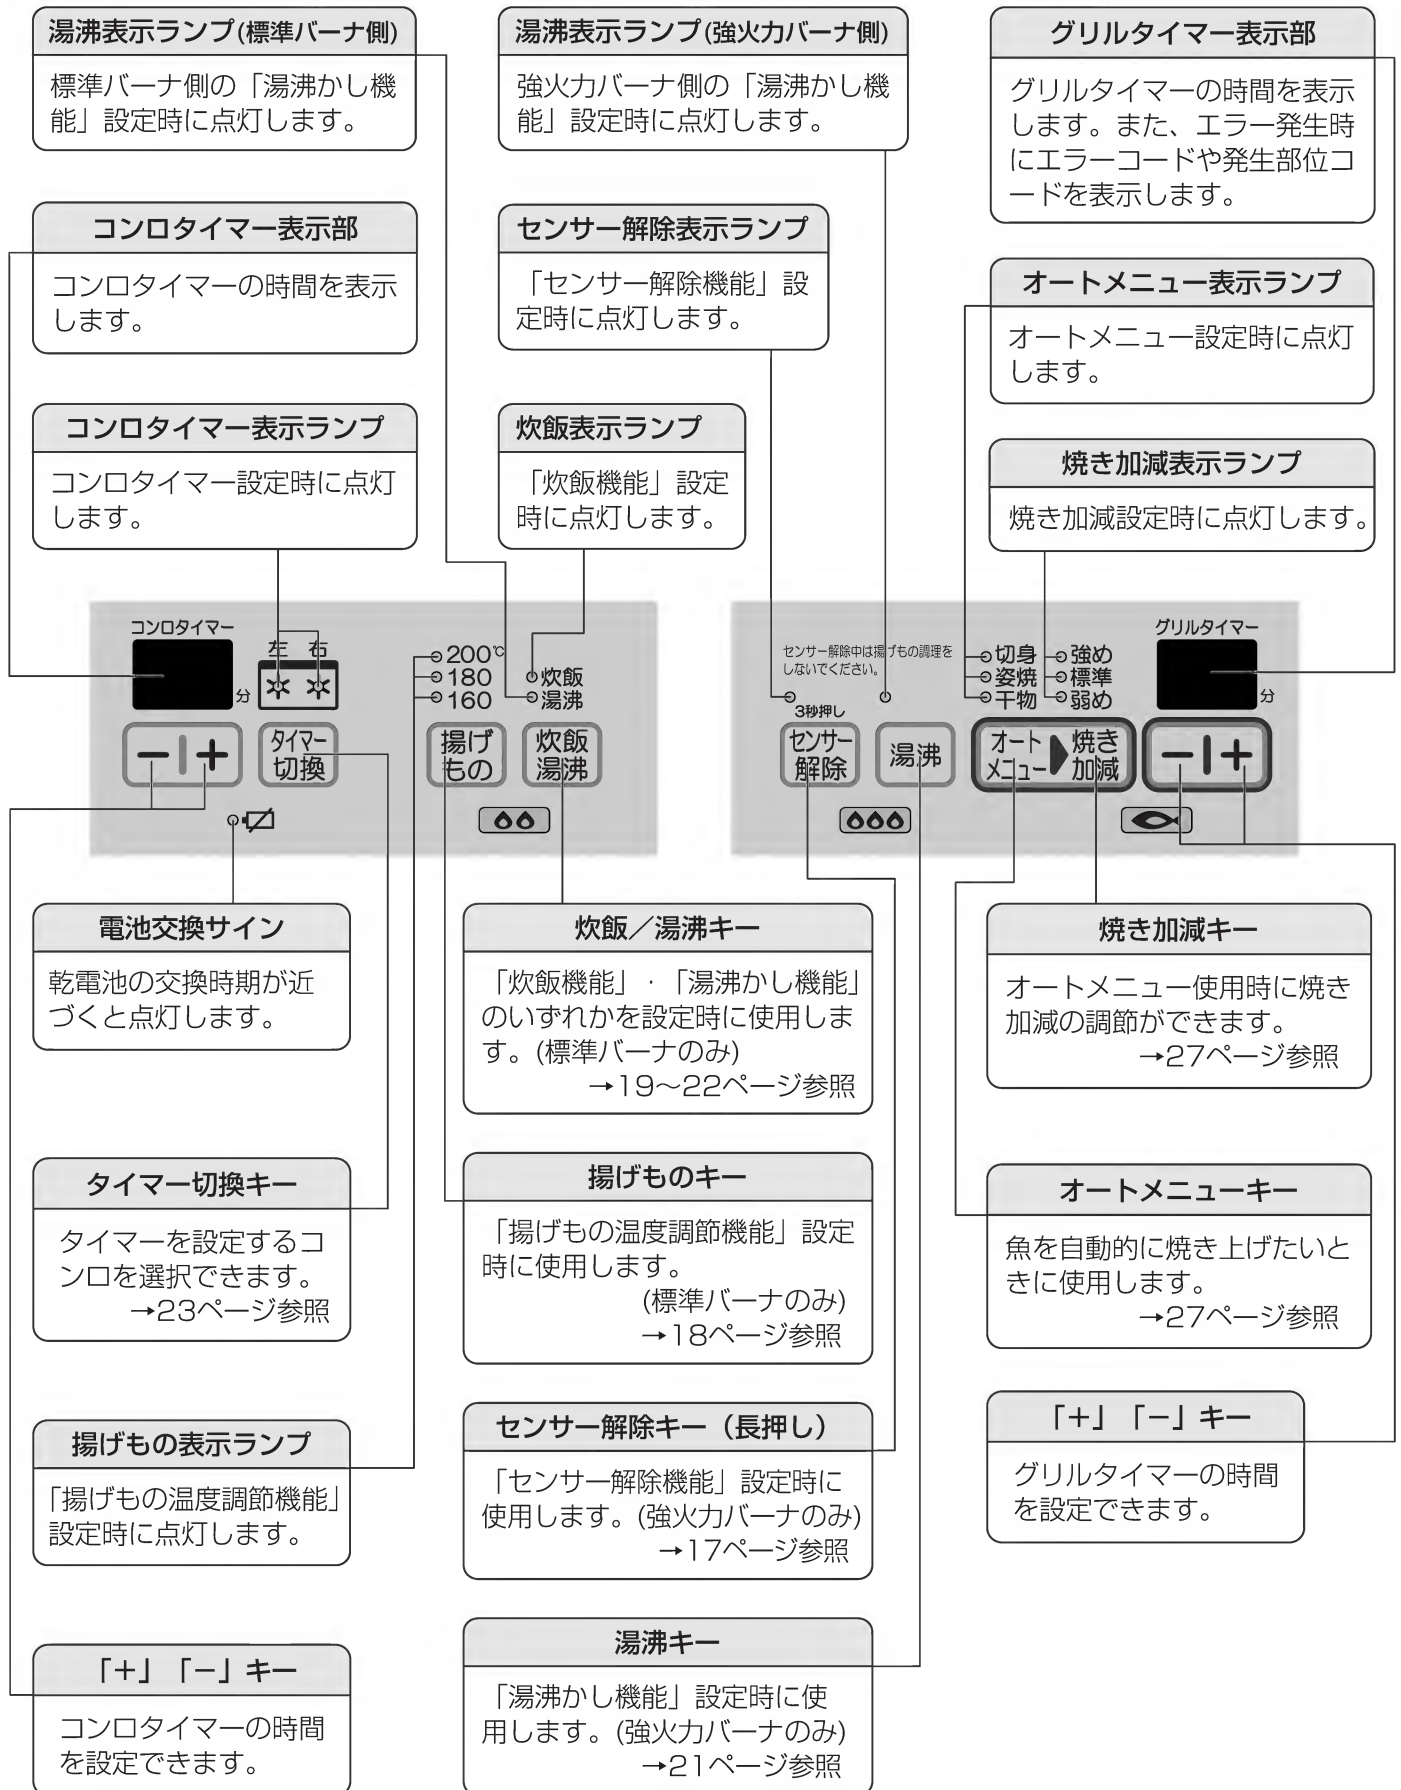 湯沸表示ランプ(標準バーナ側)
標準バーナ側の「湯沸かし機
能」設定時に点灯します。
湯沸表示ランプ(強火力バーナ側)
強火力バーナ側の「湯沸かし機
能」設定時に点灯します。
グリルタイマー表示部
グリルタイマーの時間を表示
します。また、エラー発生時
にエラーコードや発生部位コ
ードを表示します。
コンロタイマー表示部
コンロタイマーの時間を表示
します。
センサー解除表示ランプ
「センサー解除機能」設
定時に点灯します。
オートメニュー表示ランプ
オートメニュー設定時に点灯
します。
コンロタイマー表示ランプ
コンロタイマー設定時に点灯
します。
炊飯表示ランプ
「炊飯機能」設定
時に点灯します。
焼き加減表示ランプ
焼き加減設定時に点灯します。
コンロタイマー
分
左 右
200℃
180
160
炊飯
湯沸
−
+
タイマー
切換
揚げ
もの
炊飯
湯沸
センサー解除中は揚げもの調理を
しないでください。
3秒押し
センサー
解除
湯沸
切身
姿焼
干物
強め
標準
弱め
オート
メニュー
焼き
加減
グリルタイマー
分
−
+
電池交換サイン
乾電池の交換時期が近
づくと点灯します。
炊飯/湯沸キー
「炊飯機能」・「湯沸かし機能」
のいずれかを設定時に使用しま
す。(標準バーナのみ)
→19〜22ページ参照
焼き加減キー
オートメニュー使用時に焼き
加減の調節ができます。
→27ページ参照
タイマー切換キー
タイマーを設定するコ
ンロを選択できます。
→23ページ参照
揚げものキー
「揚げもの温度調節機能」設定
時に使用します。
(標準バーナのみ)
→18ページ参照
オートメニューキー
魚を自動的に焼き上げたいと
きに使用します。
→27ページ参照
揚げもの表示ランプ
「揚げもの温度調節機能」
設定時に点灯します。
センサー解除キー（長押し）
「センサー解除機能」設定時に
使用します。(強火力バーナのみ)
→17ページ参照
「+」「−」キー
グリルタイマーの時間
を設定できます。
「+」「−」キー
コンロタイマーの時間
を設定できます。
湯沸キー
「湯沸かし機能」設定時に使
用します。(強火力バーナのみ)
→21ページ参照